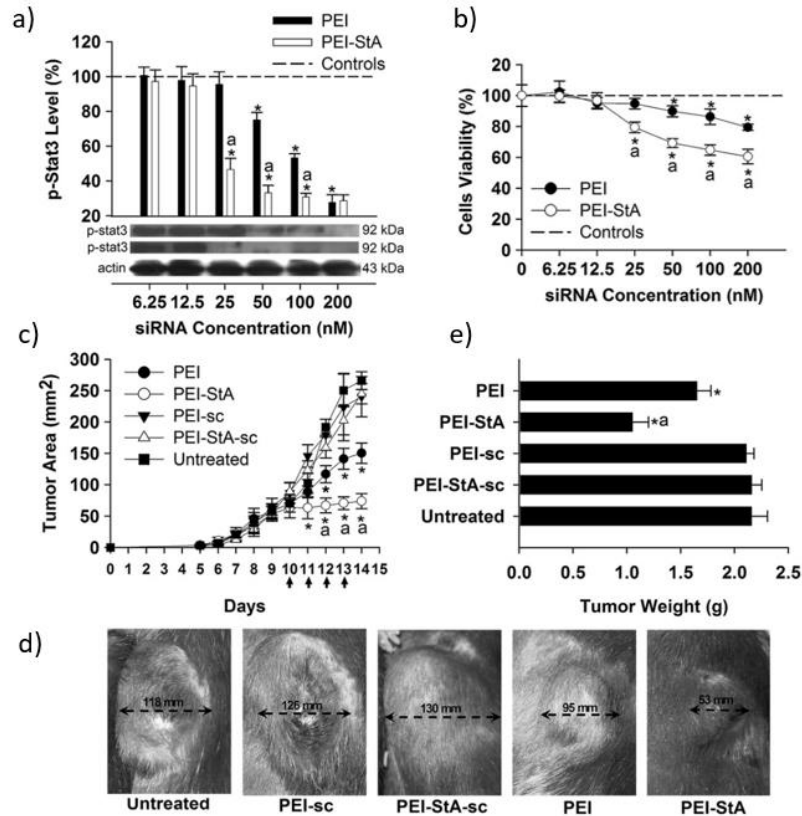 a)
PEI
PEI-StA
Controls
p-Stat3 Level (%)
120
100
80
60
40
20
* * * *
a a a
* * *
p-stat3 92 kDa
p-stat3 92 kDa
actin 43 kDa
6.25 12.5 25 50 100 200
siRNA Concentration (nM)
b)
Cells Viability (%)
20
120
100
80
60
40
20
0
* * *
* * * *
a a a a
PEI
PEI-StA
Controls
0 6.25 12.5 25 50 100 200
siRNA Concentration (nM)
c)
Tumor Area (mm²)
300
250
200
150
100
50
0
PEI
PEI-StA
PEI-sc
PEI-StA-sc
Untreated
* * *
* * * *
a a a
0 1 2 3 4 5 6 7 8 9 10 11 12 13 14 15
Days
e)
PEI *
PEI-StA *a
PEI-sc
PEI-StA-sc
Untreated
0.0 0.5 1.0 1.5 2.0 2.5
Tumor Weight (g)
d)
118 mm
126 mm
130 mm
95 mm
53 mm
Untreated
PEI-sc
PEI-StA-sc
PEI
PEI-StA